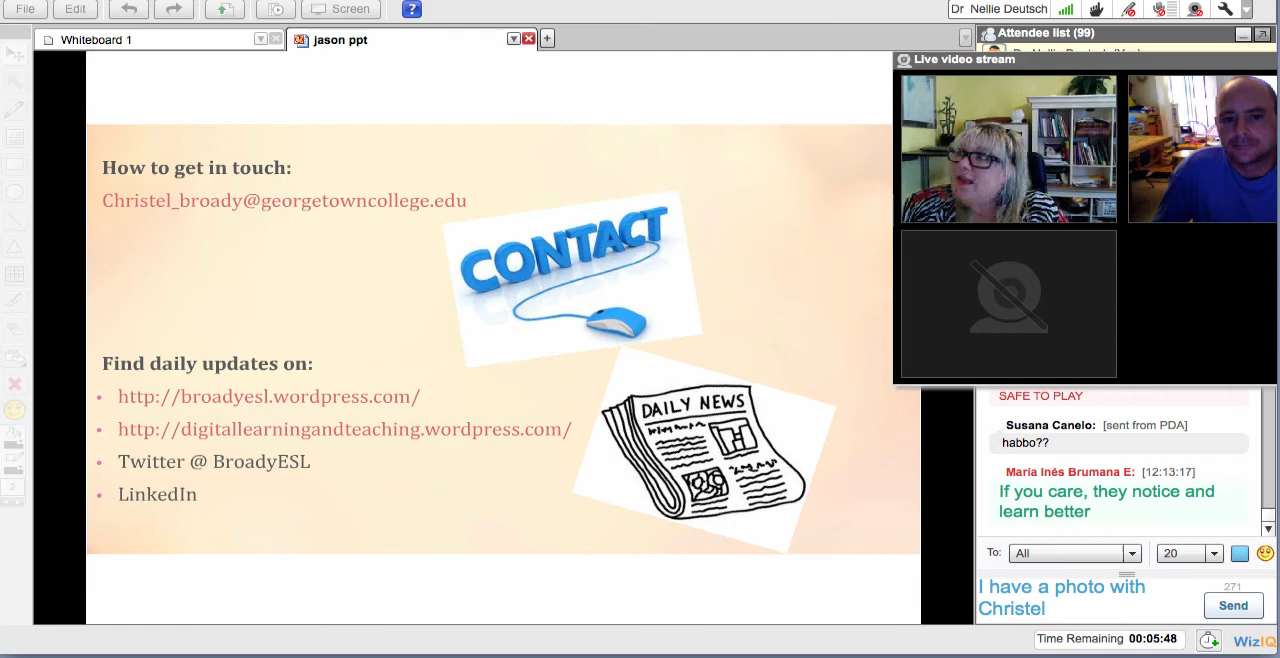 File
Edit
Screen
?
Dr Nellie Deutsch
Whiteboard 1
jason ppt
Attendee list (99)
Live video stream
How to get in touch:
Christel_broady@georgetowncollege.edu
CONTACT
Find daily updates on:
• http://broadyesl.wordpress.com/
• http://digitallearningandteaching.wordpress.com/
• Twitter @ BroadyESL
• LinkedIn
DAILY NEWS
2
SAFE TO PLAY
Susana Canelo: [sent from PDA]
habbo??
María Inés Brumana E: [12:13:17]
If you care, they notice and
learn better
To: All 20
I have a photo with
Christel
271
Send
Time Remaining 00:05:48
WizIQ